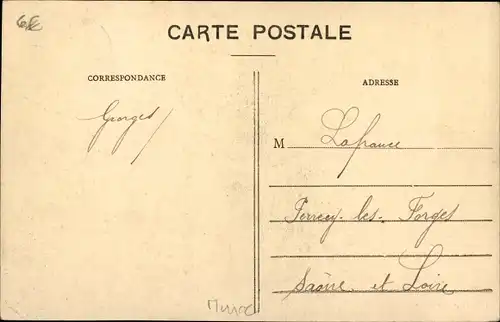 6€
CARTE POSTALE
CORRESPONDANCE
Georges
ADRESSE
M Lafrance
Perrecy-les-Forges
Saône et Loire